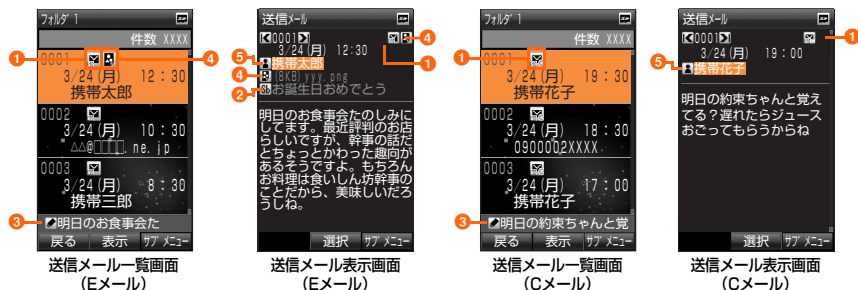 フォルダ1
件数 XXXX
0001
3/24(月) 12:30
携帯太郎
0002
3/24(月) 10:30
△△@□□□.ne.jp
0003
3/24(月) 8:30
携帯三郎
明日のお食事会た
戻る 表示 サブメニュー
1
4
3
送信メール一覧画面
(Eメール)
送信メール
0001
3/24(月) 12:30
携帯太郎
(8KB)yyy.png
お誕生日おめでとう
明日のお食事会たのしみに
してます。最近評判のお店
らしいですが、幹事の話だ
とちょっとかわった趣向が
あるそうですよ。もちろん
お料理は食いしん坊幹事の
ことだから、美味しいだろ
うしね。
選択 サブメニュー
5
4
2
4
1
送信メール表示画面
(Eメール)
フォルダ1
件数 XXXX
0001
3/24(月) 19:30
携帯花子
0002
3/24(月) 18:30
0900002XXXX
0003
3/24(月) 17:00
携帯花子
明日の約束ちゃんと覚
戻る 表示 サブメニュー
1
3
送信メール一覧画面
(Cメール)
送信メール
0001
3/24(月) 19:00
携帯花子
明日の約束ちゃんと覚え
てる？遅れたらジュース
おごってもらうからね
選択 サブメニュー
1
5
送信メール表示画面
(Cメール)